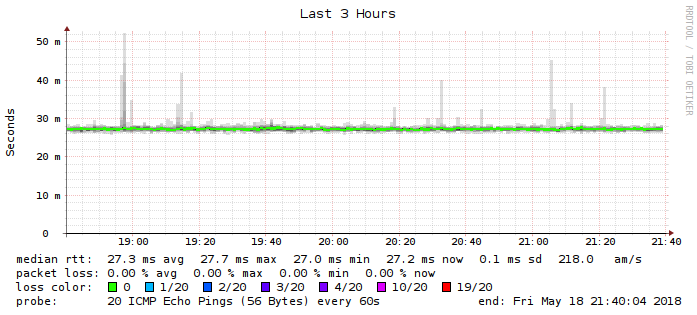 Last 3 Hours
RRDTOOL / TOBI OETIKER
Seconds
50 m
40 m
30 m
20 m
10 m
0
19:00 19:20 19:40 20:00 20:20 20:40 21:00 21:20 21:40
median rtt: 27.3 ms avg 27.7 ms max 27.0 ms min 27.2 ms now 0.1 ms sd 218.0 am/s
packet loss: 0.00 % avg 0.00 % max 0.00 % min 0.00 % now
loss color: 0 1/20 2/20 3/20 4/20 10/20 19/20
probe: 20 ICMP Echo Pings (56 Bytes) every 60s end: Fri May 18 21:40:04 2018